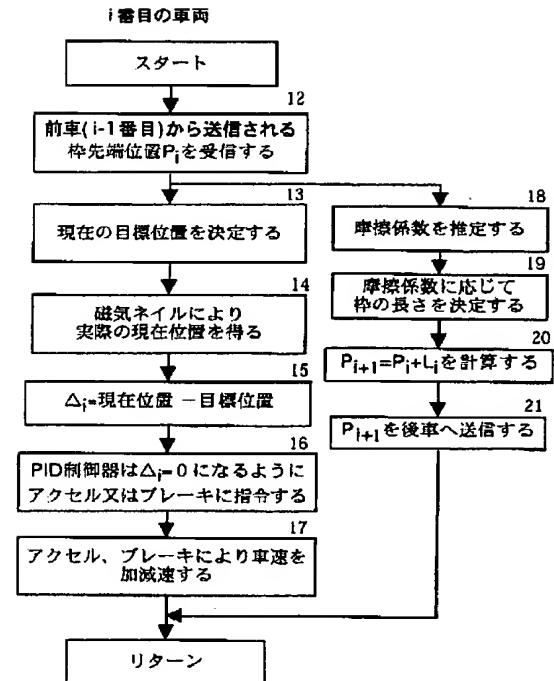 i番目の車両
スタート
12
前車(i-1番目)から送信される
枠先端位置Piを受信する
13
現在の目標位置を決定する
14
磁気ネイルにより
実際の現在位置を得る
15
△i=現在位置－目標位置
16
PID制御器は△i=0になるように
アクセル又はブレーキに指令する
17
アクセル、ブレーキにより車速を
加減速する
18
摩擦係数を推定する
19
摩擦係数に応じて
枠の長さを決定する
20
Pi+1=Pi+Liを計算する
21
Pi+1を後車へ送信する
リターン